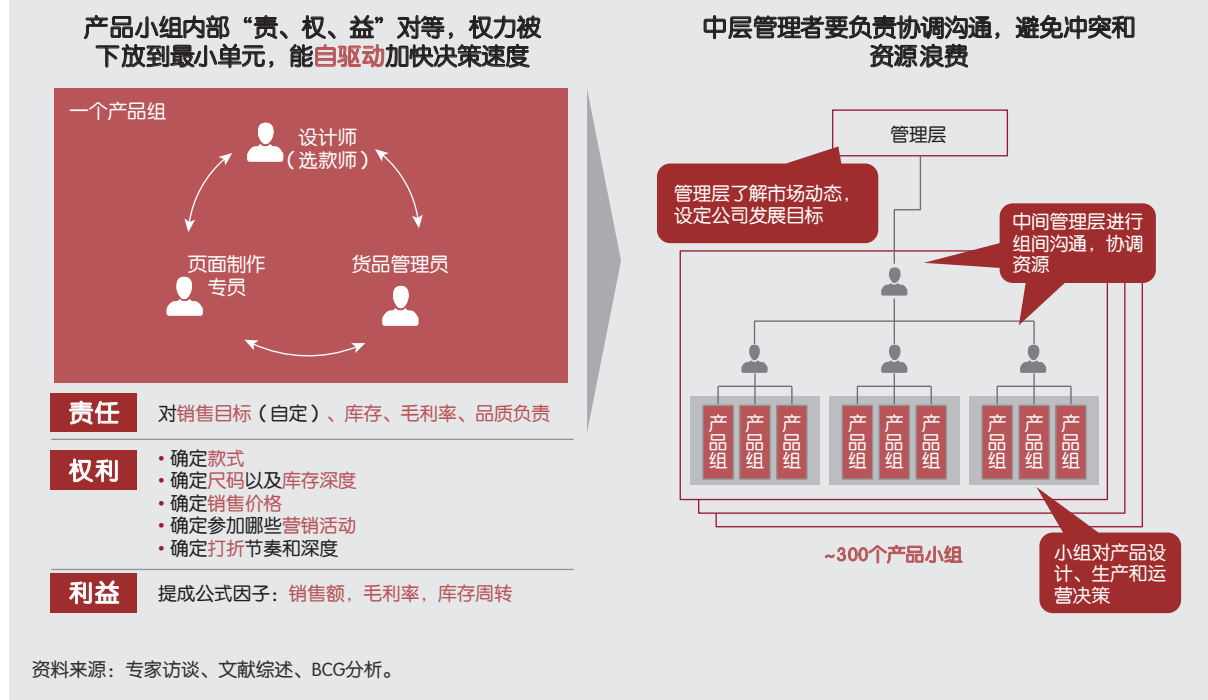 产品小组内部“责、权、益”对等，权力被
下放到最小单元，能自驱动加快决策速度
一个产品组
设计师
（选款师）
页面制作
专员
货品管理员
责任
对销售目标（自定）、库存、毛利率、品质负责
权利
• 确定款式
• 确定尺码以及库存深度
• 确定销售价格
• 确定参加哪些营销活动
• 确定打折节奏和深度
利益
提成公式因子：销售额，毛利率，库存周转
中层管理者要负责协调沟通，避免冲突和
资源浪费
管理层
管理层了解市场动态，
设定公司发展目标
中间管理层进行
组间沟通，协调
资源
产品组
产品组
产品组
产品组
产品组
产品组
产品组
产品组
产品组
~300个产品小组
小组对产品设
计、生产和运
营决策
资料来源：专家访谈、文献综述、BCG分析。